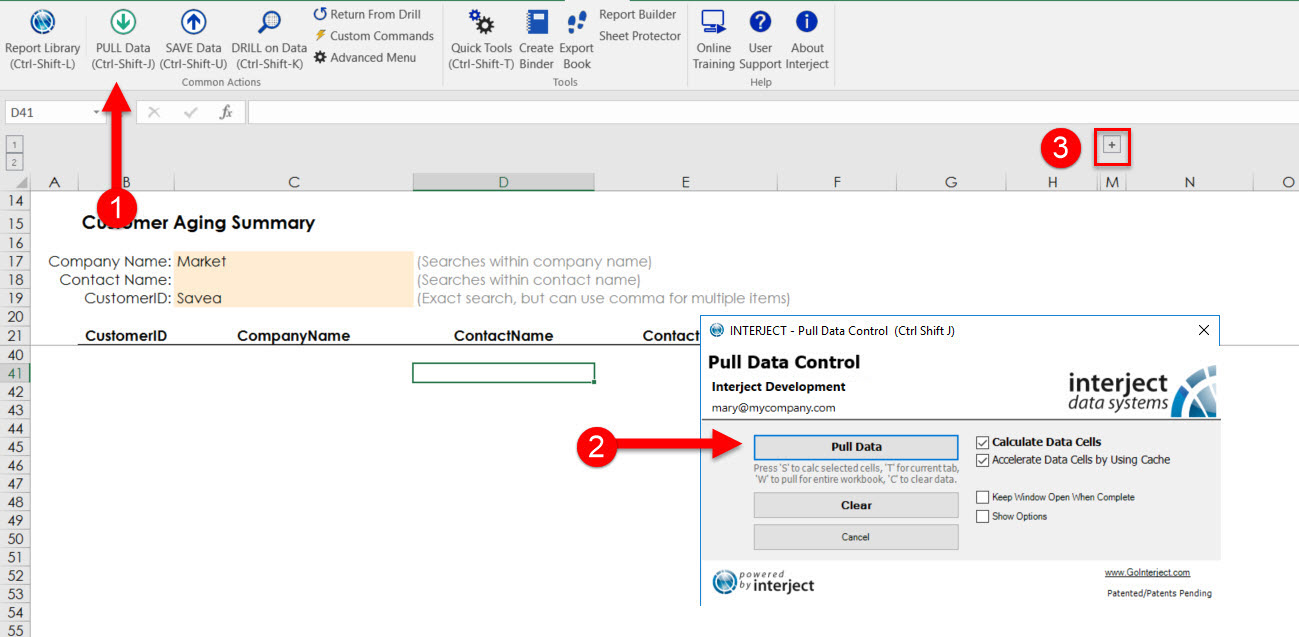 Report Library
(Ctrl-Shift-L)
PULL Data
(Ctrl-Shift-J)
SAVE Data
(Ctrl-Shift-U)
DRILL on Data
(Ctrl-Shift-K)
Return From Drill
Custom Commands
Advanced Menu
Common Actions
Quick Tools
(Ctrl-Shift-T)
Create
Binder
Export
Book
Report Builder
Sheet Protector
Tools
Online
Training
User
Support
About
Interject
Help
D41
fx
1
2
3
+
A B C D E F G H M N O
1
14
15 Customer Aging Summary
16
17 Company Name: Market (Searches within company name)
18 Contact Name: (Searches within contact name)
19 CustomerID: Savea (Exact search, but can use comma for multiple items)
20
21 CustomerID CompanyName ContactName Contact
40
41
42
43
44
45
46
47
48
49
50
51
52
53
54
55
INTERJECT - Pull Data Control (Ctrl Shift J)
Pull Data Control
Interject Development
mary@mycompany.com
interject
data systems
2
Pull Data
Press 'S' to calc selected cells, 'T' for current tab,
'W' to pull for entire workbook, 'C' to clear data.
Clear
Cancel
Calculate Data Cells
Accelerate Data Cells by Using Cache
Keep Window Open When Complete
Show Options
powered
by interject
www.GoInterject.com
Patented/Patents Pending